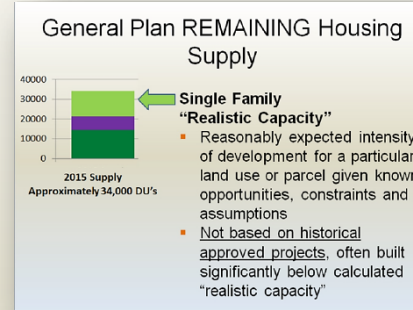 General Plan REMAINING Housing
Supply
40000
30000
20000
10000
0
2015 Supply
Approximately 34,000 DU's
Single Family
“Realistic Capacity”
▪ Reasonably expected intensity
of development for a particular
land use or parcel given known
opportunities, constraints and
assumptions
▪ Not based on historical
approved projects, often built
significantly below calculated
“realistic capacity”